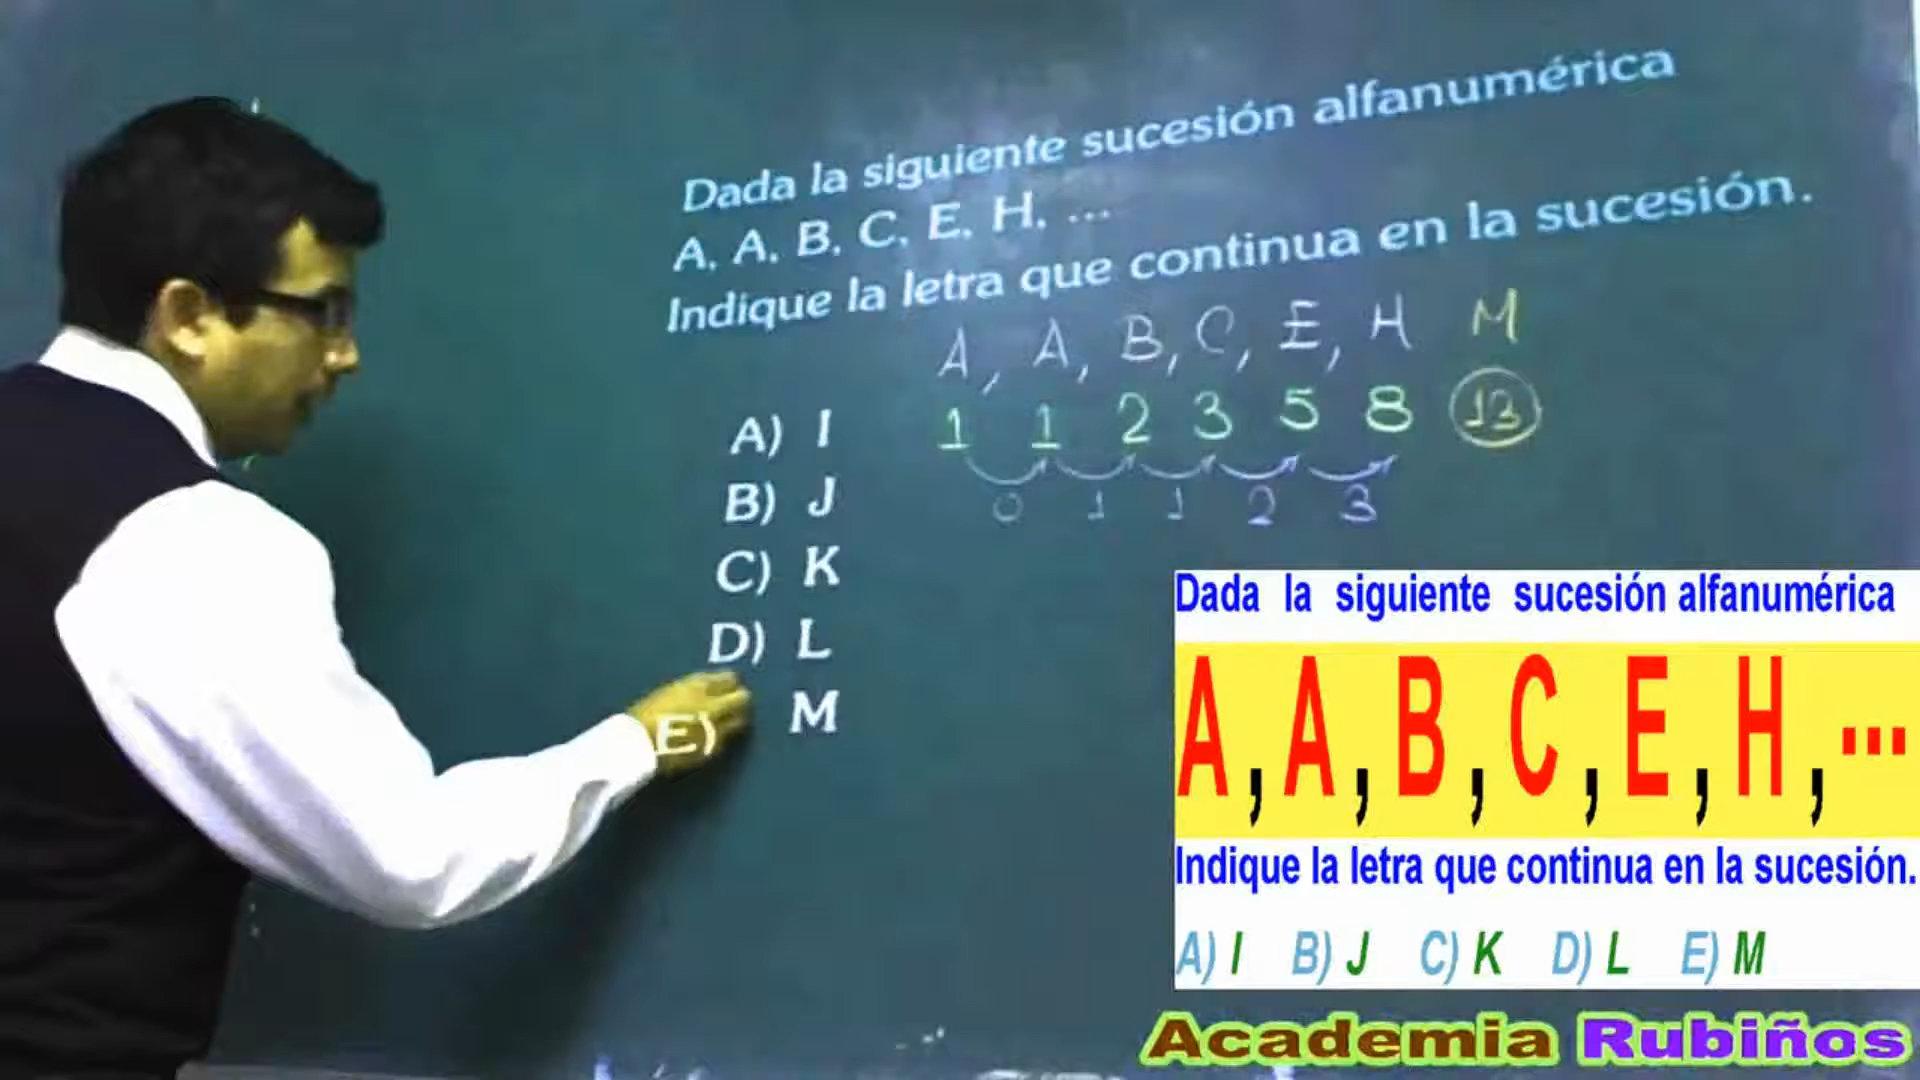 Dada la siguiente sucesión alfanumérica
A, A, B, C, E, H, ...
Indique la letra que continua en la sucesión.
A, A, B, C, E, H M
1 1 2 3 5 8 13
0 1 1 2 3
A) I
B) J
C) K
D) L
E) M
Dada la siguiente sucesión alfanumérica
A, A, B, C, E, H, ...
Indique la letra que continua en la sucesión.
A) I B) J C) K D) L E) M
Academia Rubiños